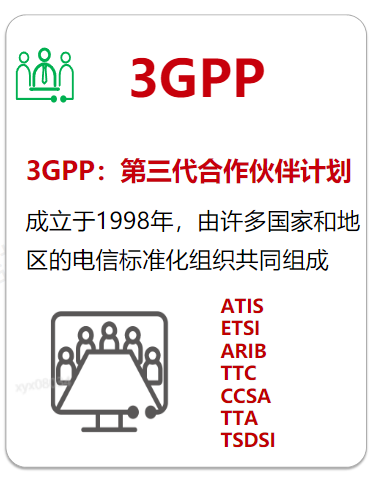 3GPP
3GPP：第三代合作伙伴计划
成立于1998年，由许多国家和地
区的电信标准化组织共同组成
ATIS
ETSI
ARIB
TTC
CCSA
TTA
TSDSI